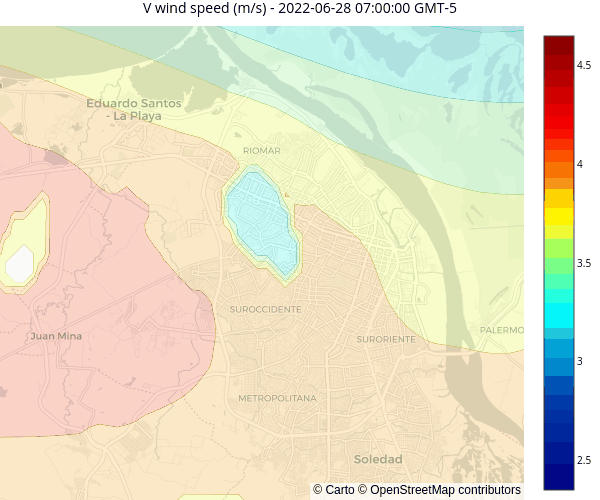 V wind speed (m/s) - 2022-06-28 07:00:00 GMT-5
Eduardo Santos
- La Playa
RIOMAR
SUROCCIDENTE
Juan Mina
SURORIENTE
PALERMO
METROPOLITANA
Soledad
4.5
4
3.5
3
2.5
© Carto © OpenStreetMap contributors